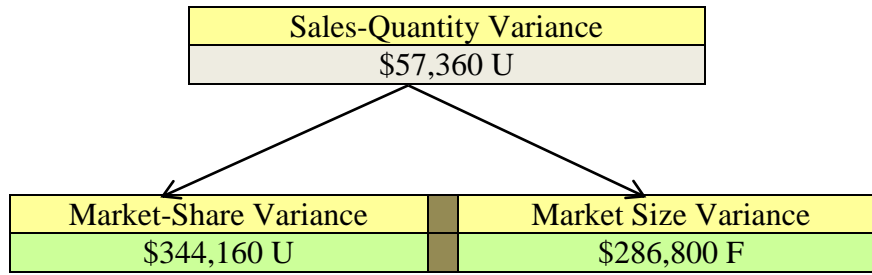 Sales-Quantity Variance
$57,360 U
Market-Share Variance Market Size Variance
$344,160 U $286,800 F